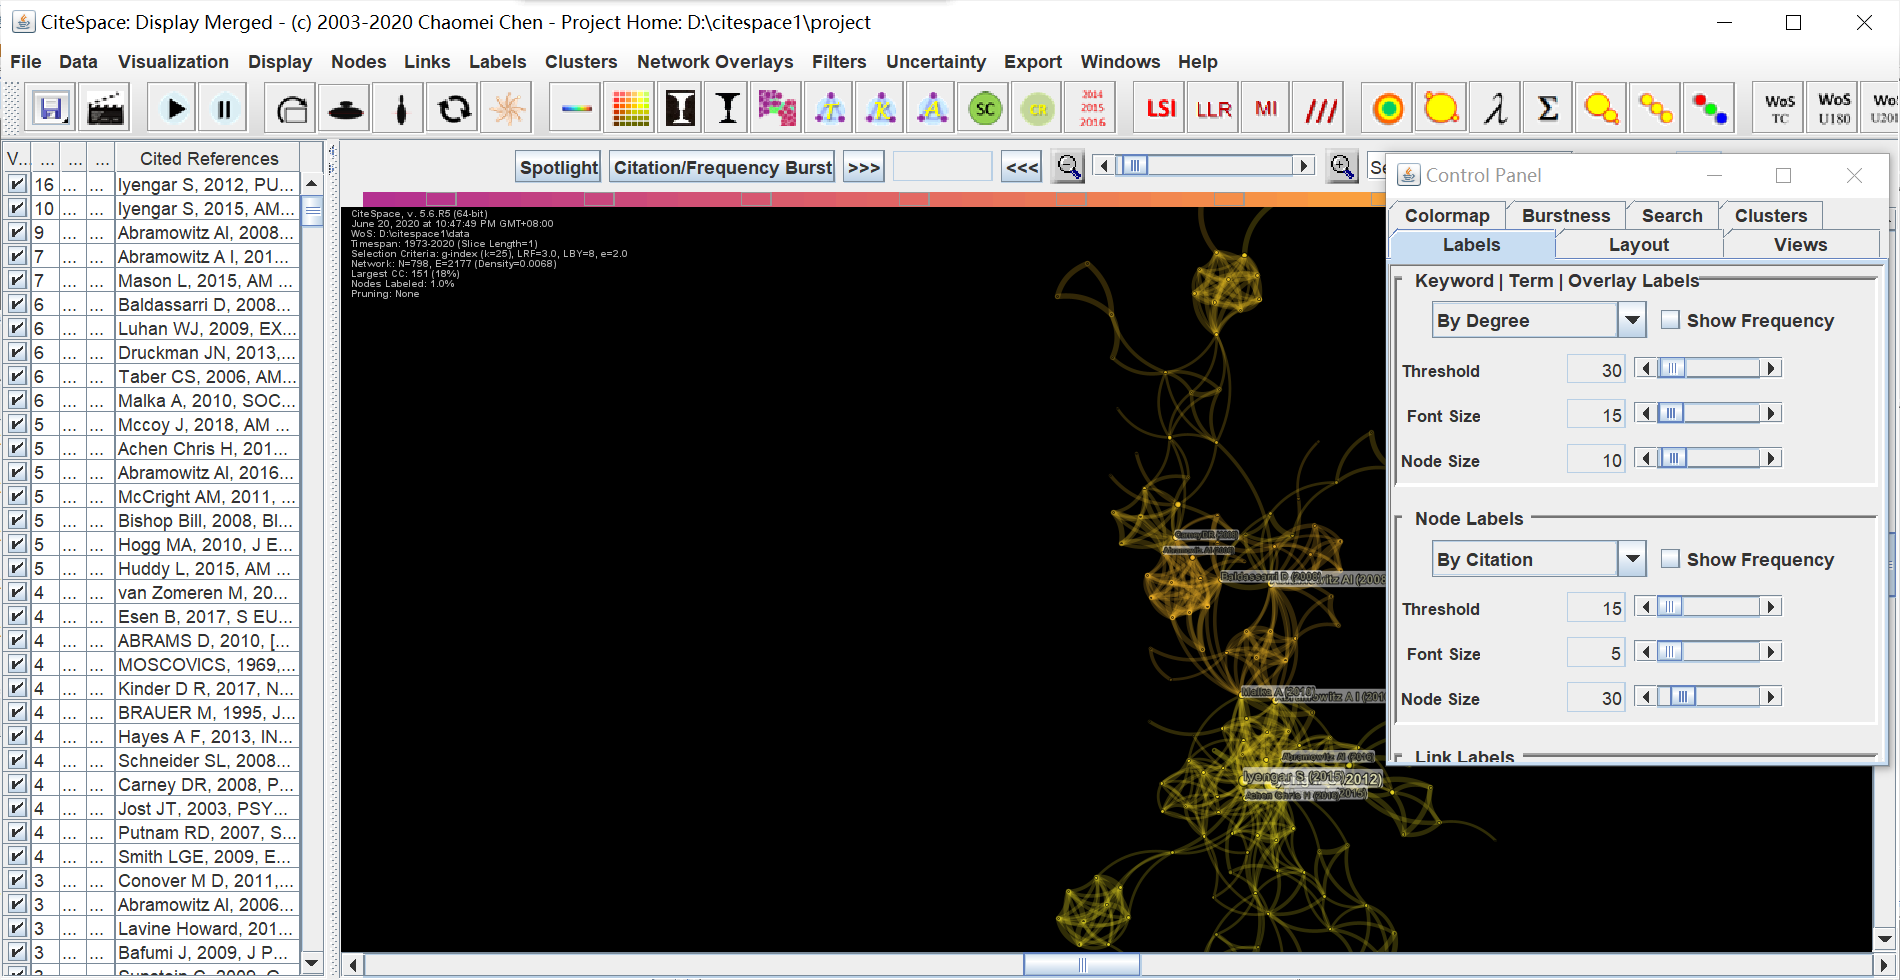 CiteSpace: Display Merged - (c) 2003-2020 Chaomei Chen - Project Home: D:\citespace1\project
File Data Visualization Display Nodes Links Labels Clusters Network Overlays Filters Uncertainty Export Windows Help
T K A SC CR 2014 2015 2016 LSI LLR MI λ Σ WoS TC WoS U180
V... ... ... ... Cited References
Spotlight Citation/Frequency Burst >>> <<<
16 ... ... Iyengar S, 2012, PU...
10 ... ... Iyengar S, 2015, AM...
9 ... ... Abramowitz AI, 2008...
7 ... ... Abramowitz A I, 201...
7 ... ... Mason L, 2015, AM ...
6 ... ... Baldassarri D, 2008...
6 ... ... Luhan WJ, 2009, EX...
6 ... ... Druckman JN, 2013,...
6 ... ... Taber CS, 2006, AM...
6 ... ... Malka A, 2010, SOC...
5 ... ... Mccoy J, 2018, AM ...
5 ... ... Achen Chris H, 201...
5 ... ... Abramowitz AI, 2016...
5 ... ... McCright AM, 2011, ...
5 ... ... Bishop Bill, 2008, BI...
5 ... ... Hogg MA, 2010, J E...
5 ... ... Huddy L, 2015, AM ...
4 ... ... van Zomeren M, 20...
4 ... ... Esen B, 2017, S EU...
4 ... ... ABRAMS D, 2010, [...
4 ... ... MOSCOVICS, 1969,...
4 ... ... Kinder D R, 2017, N...
4 ... ... BRAUER M, 1995, J...
4 ... ... Hayes A F, 2013, IN...
4 ... ... Schneider SL, 2008...
4 ... ... Carney DR, 2008, P...
4 ... ... Jost JT, 2003, PSY...
4 ... ... Putnam RD, 2007, S...
4 ... ... Smith LGE, 2009, E...
3 ... ... Conover M D, 2011,...
3 ... ... Abramowitz AI, 2006...
3 ... ... Lavine Howard, 201...
3 ... ... Bafumi J, 2009, J P...
CiteSpace, v. 5.6.R5 (64-bit)
June 20, 2020 at 10:47:49 PM GMT+08:00
WoS: D:\citespace1\data
Timespan: 1973-2020 (Slice Length=1)
Selection Criteria: g-index (k=25), LRF=3.0, LBY=8, e=2.0
Network: N=798, E=2177 (Density=0.0068)
Largest CC: 151 (18%)
Nodes Labeled: 1.0%
Pruning: None
CarneyDR (2008)
Abramowitz AI (2006)
Baldassarri D (2008)
Malka A (2010)
Abramowitz AI (2016)
Iyengar S (2015)
2012)
Achen Chris H (2016)
Control Panel
Colormap Burstness Search Clusters
Labels Layout Views
Keyword | Term | Overlay Labels
By Degree Show Frequency
Threshold 30
Font Size 15
Node Size 10
Node Labels
By Citation Show Frequency
Threshold 15
Font Size 5
Node Size 30
Link Labels